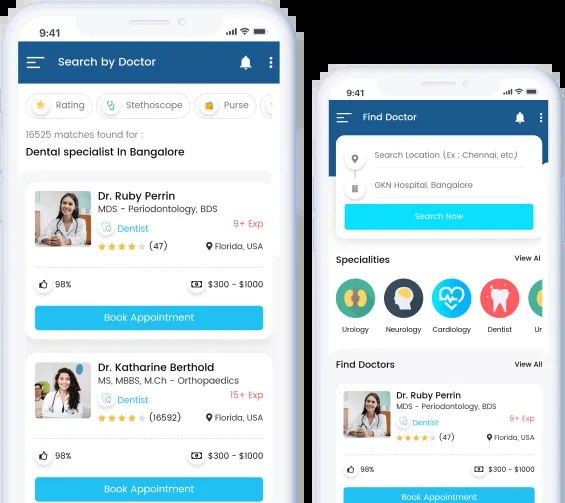 9:41
Search by Doctor
Rating
Stethoscope
Purse
16525 matches found for :
Dental specialist In Bangalore
Dr. Ruby Perrin
MDS - Periodontology, BDS
9+ Exp
Dentist
(47)
Florida, USA
98%
$300 - $1000
Book Appointment
Dr. Katharine Berthold
MS, MBBS, M.Ch - Orthopaedics
15+ Exp
Dentist
(16592)
Florida, USA
98%
$300 - $1000
Book Appointment
9:41
Find Doctor
Search Location (Ex : Chennai, etc)
GKN Hospital, Bangalore
Search Now
Specialities
View Al
Urology
Neurology
Cardiology
Dentist
Ur
Find Doctors
View All
Dr. Ruby Perrin
MDS - Periodontology, BDS
9+ Exp
Dentist
(47)
Florida, USA
98%
$300 - $1000
Book Appointment